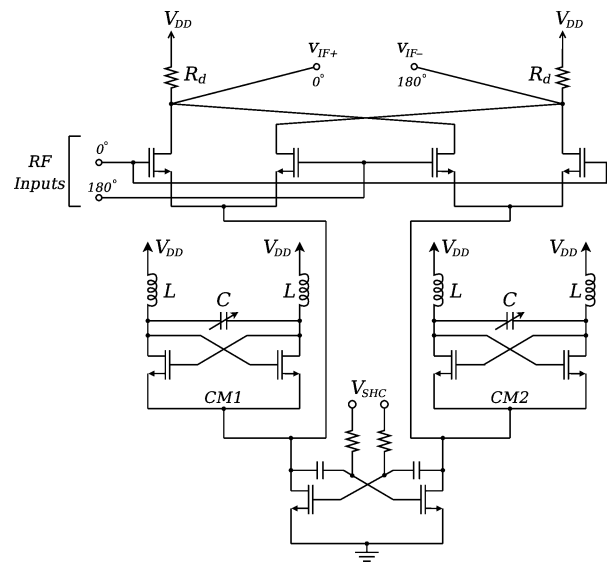 V_DD V_DD
v_IF+ v_IF−
R_d 0° 180° R_d
0°
RF
Inputs
180°
V_DD V_DD V_DD V_DD
L C L L C L
CM1 V_SHC CM2